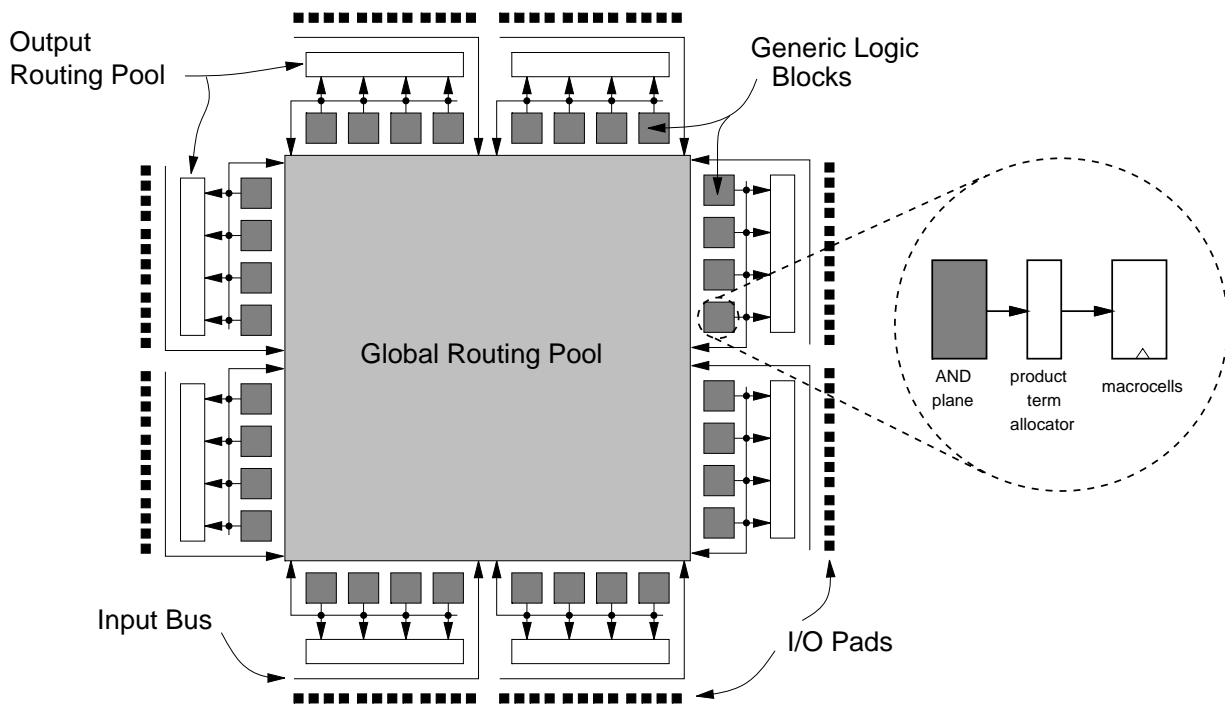 Output
Routing Pool
Generic Logic
Blocks
Global Routing Pool
AND
plane
product
term
allocator
macrocells
Input Bus
I/O Pads